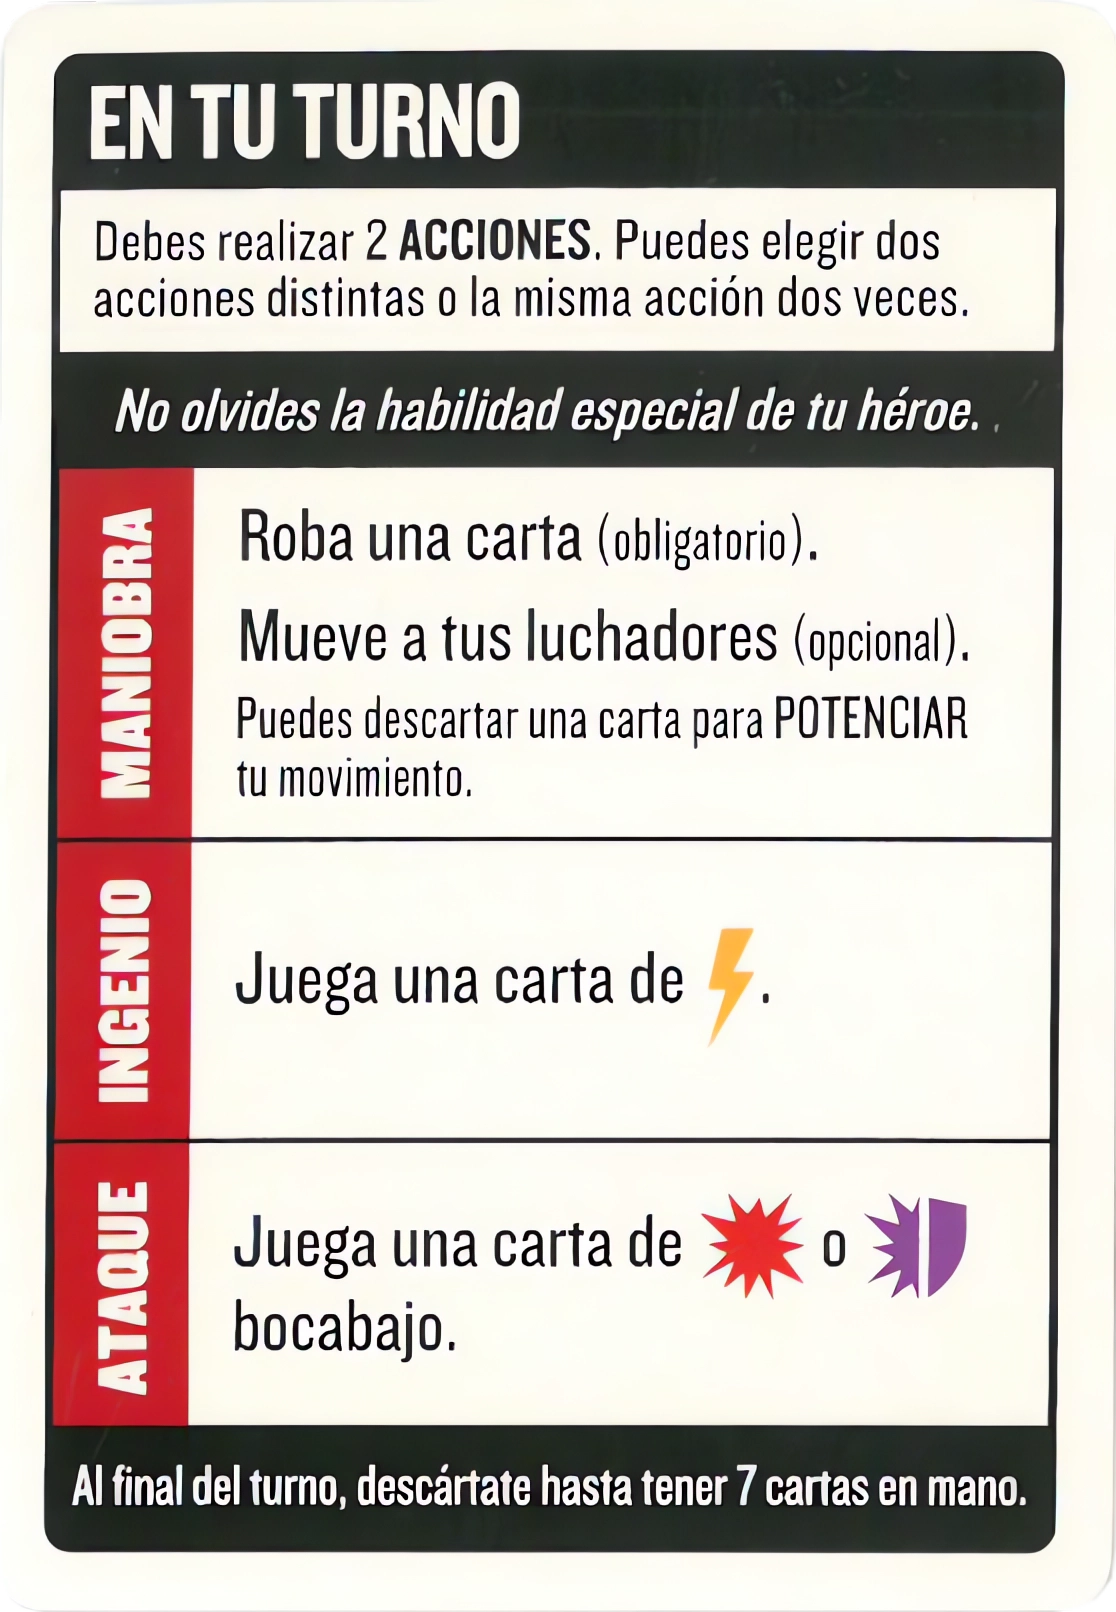 EN TU TURNO
Debes realizar 2 ACCIONES. Puedes elegir dos
acciones distintas o la misma acción dos veces.
No olvides la habilidad especial de tu héroe.
MANIOBRA
Roba una carta (obligatorio).
Mueve a tus luchadores (opcional).
Puedes descartar una carta para POTENCIAR
tu movimiento.
INGENIO
Juega una carta de .
ATAQUE
Juega una carta de o
bocabajo.
Al final del turno, descártate hasta tener 7 cartas en mano.